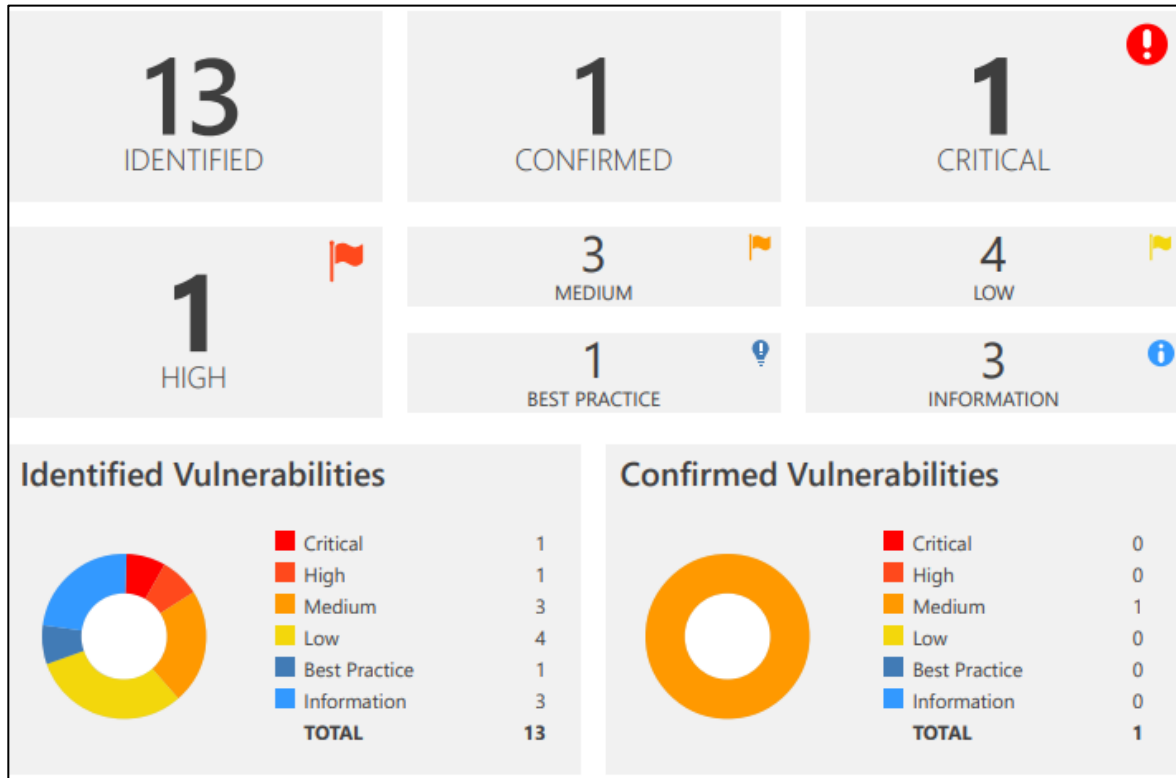 13
IDENTIFIED
1
CONFIRMED
1
CRITICAL
1
HIGH
3
MEDIUM
4
LOW
1
BEST PRACTICE
3
INFORMATION
Identified Vulnerabilities
Critical 1
High 1
Medium 3
Low 4
Best Practice 1
Information 3
TOTAL 13
Confirmed Vulnerabilities
Critical 0
High 0
Medium 1
Low 0
Best Practice 0
Information 0
TOTAL 1